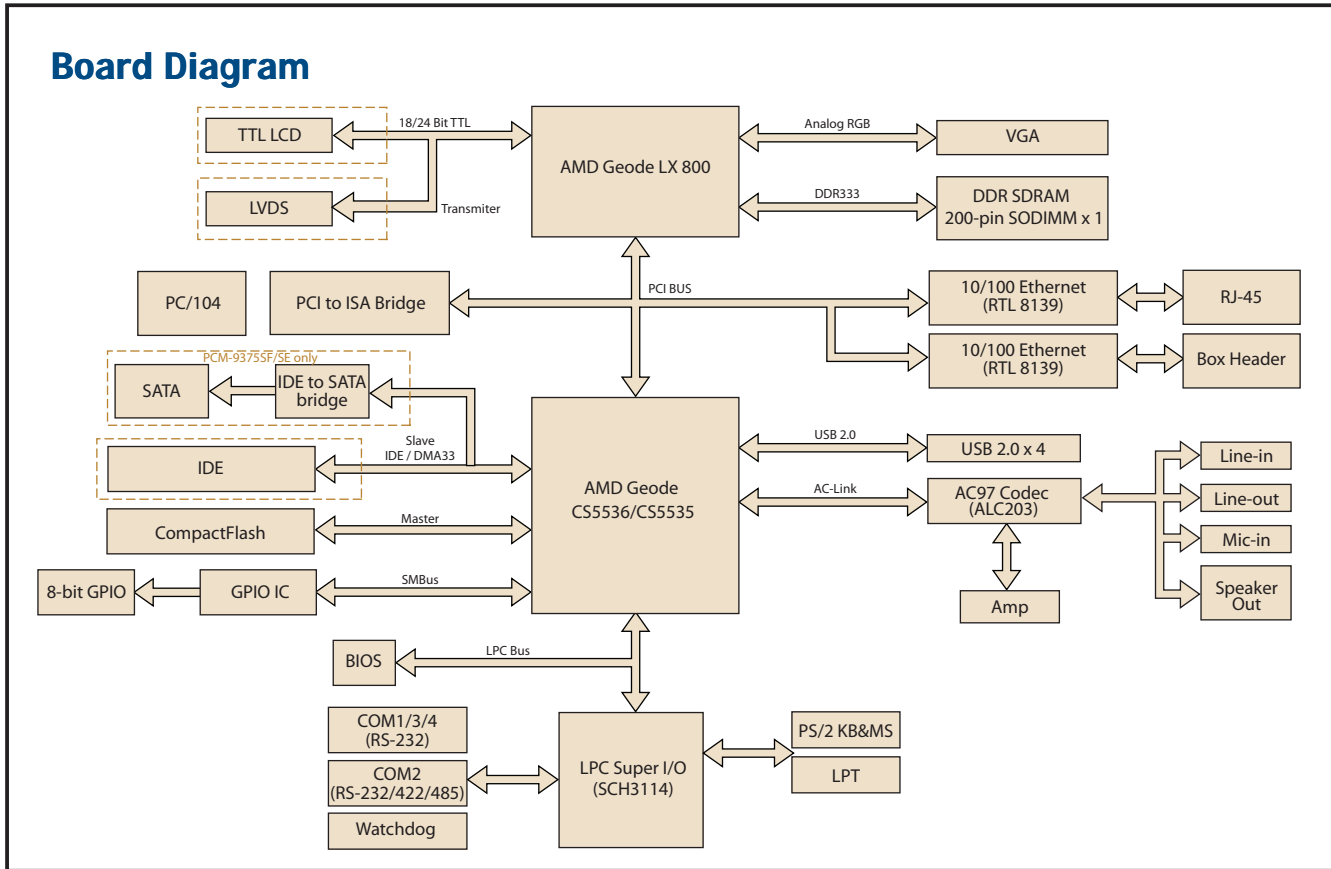 Board Diagram
TTL LCD
18/24 Bit TTL
LVDS
Transmiter
AMD Geode LX 800
Analog RGB
VGA
DDR333
DDR SDRAM
200-pin SODIMM x 1
PC/104
PCI to ISA Bridge
PCI BUS
10/100 Ethernet
(RTL 8139)
RJ-45
10/100 Ethernet
(RTL 8139)
Box Header
PCM-9375SF/SE only
SATA
IDE to SATA
bridge
IDE
Slave
IDE / DMA33
CompactFlash
Master
8-bit GPIO
GPIO IC
SMBus
AMD Geode
CS5536/CS5535
USB 2.0
USB 2.0 x 4
AC-Link
AC97 Codec
(ALC203)
Amp
Line-in
Line-out
Mic-in
Speaker
Out
BIOS
LPC Bus
COM1/3/4
(RS-232)
COM2
(RS-232/422/485)
Watchdog
LPC Super I/O
(SCH3114)
PS/2 KB&MS
LPT